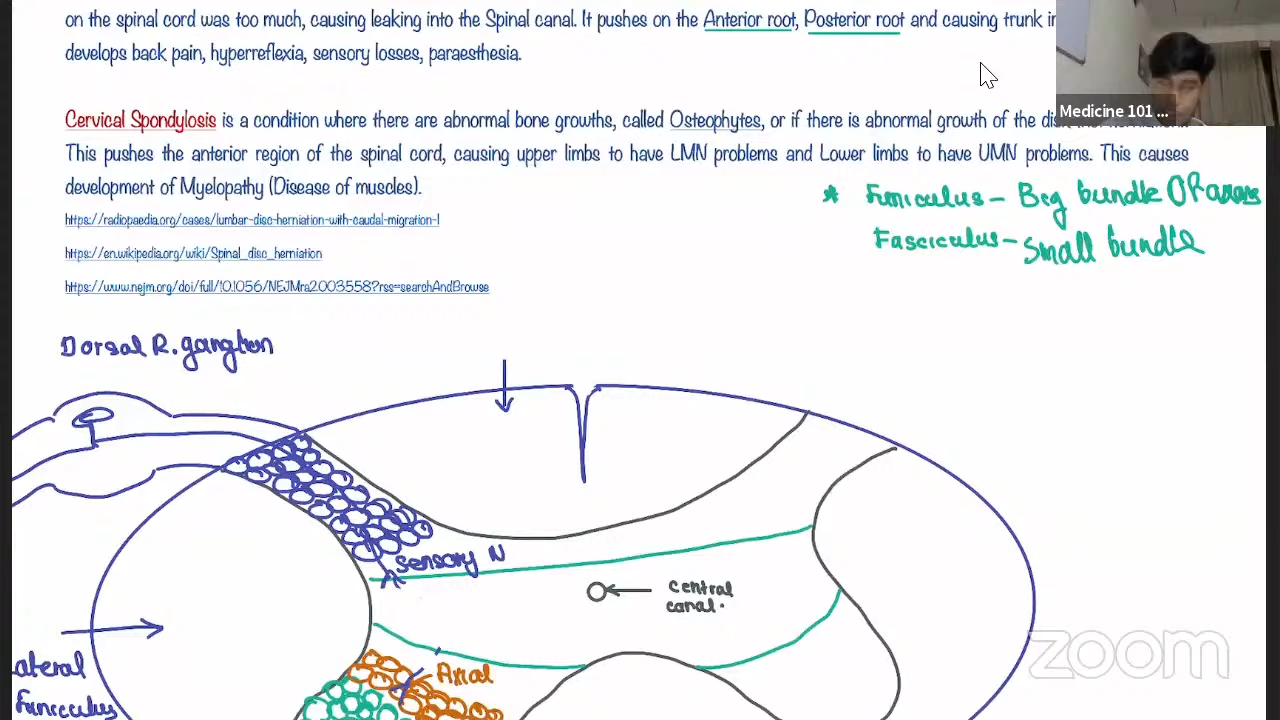 on the spinal cord was too much, causing leaking into the Spinal canal. It pushes on the Anterior root, Posterior root and causing trunk
develops back pain, hyperreflexia, sensory losses, paraesthesia.
Medicine 101 ...
Cervical Spondylosis is a condition where there are abnormal bone growths, called Osteophytes, or if there is abnormal growth of the
This pushes the anterior region of the spinal cord, causing upper limbs to have LMN problems and Lower limbs to have UMN problems. This causes
development of Myelopathy (Disease of muscles).
* Funiculus - Big bundle Of axons
Fasciculus - Small bundle
https://radiopaedia.org/cases/lumbar-disc-herniation-with-caudal-migration-1
https://en.wikipedia.org/wiki/Spinal_disc_herniation
https://www.nejm.org/doi/full/10.1056/NEJMra2003558?rss=searchAndBrowse
Dorsal R. ganglion
Sensory N
central
canal.
ateral
Funiculus
Axial
zoom